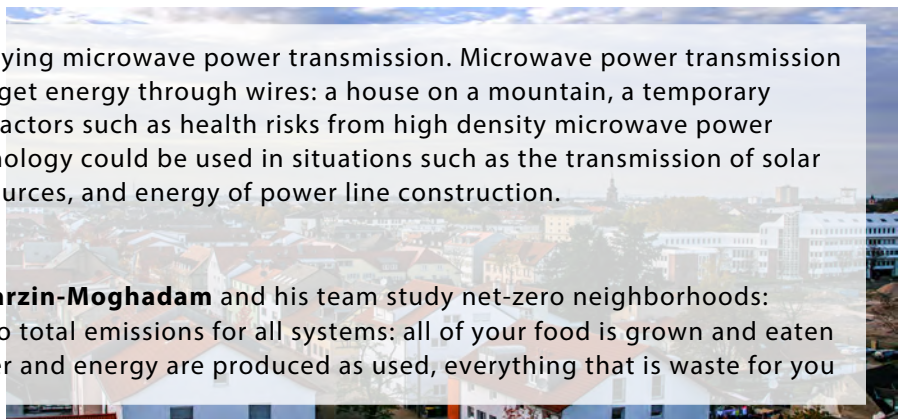 ying microwave power transmission. Microwave power transmission
get energy through wires: a house on a mountain, a temporary
actors such as health risks from high density microwave power
nology could be used in situations such as the transmission of solar
urces, and energy of power line construction.
arzin-Moghadam and his team study net-zero neighborhoods:
o total emissions for all systems: all of your food is grown and eaten
er and energy are produced as used, everything that is waste for you